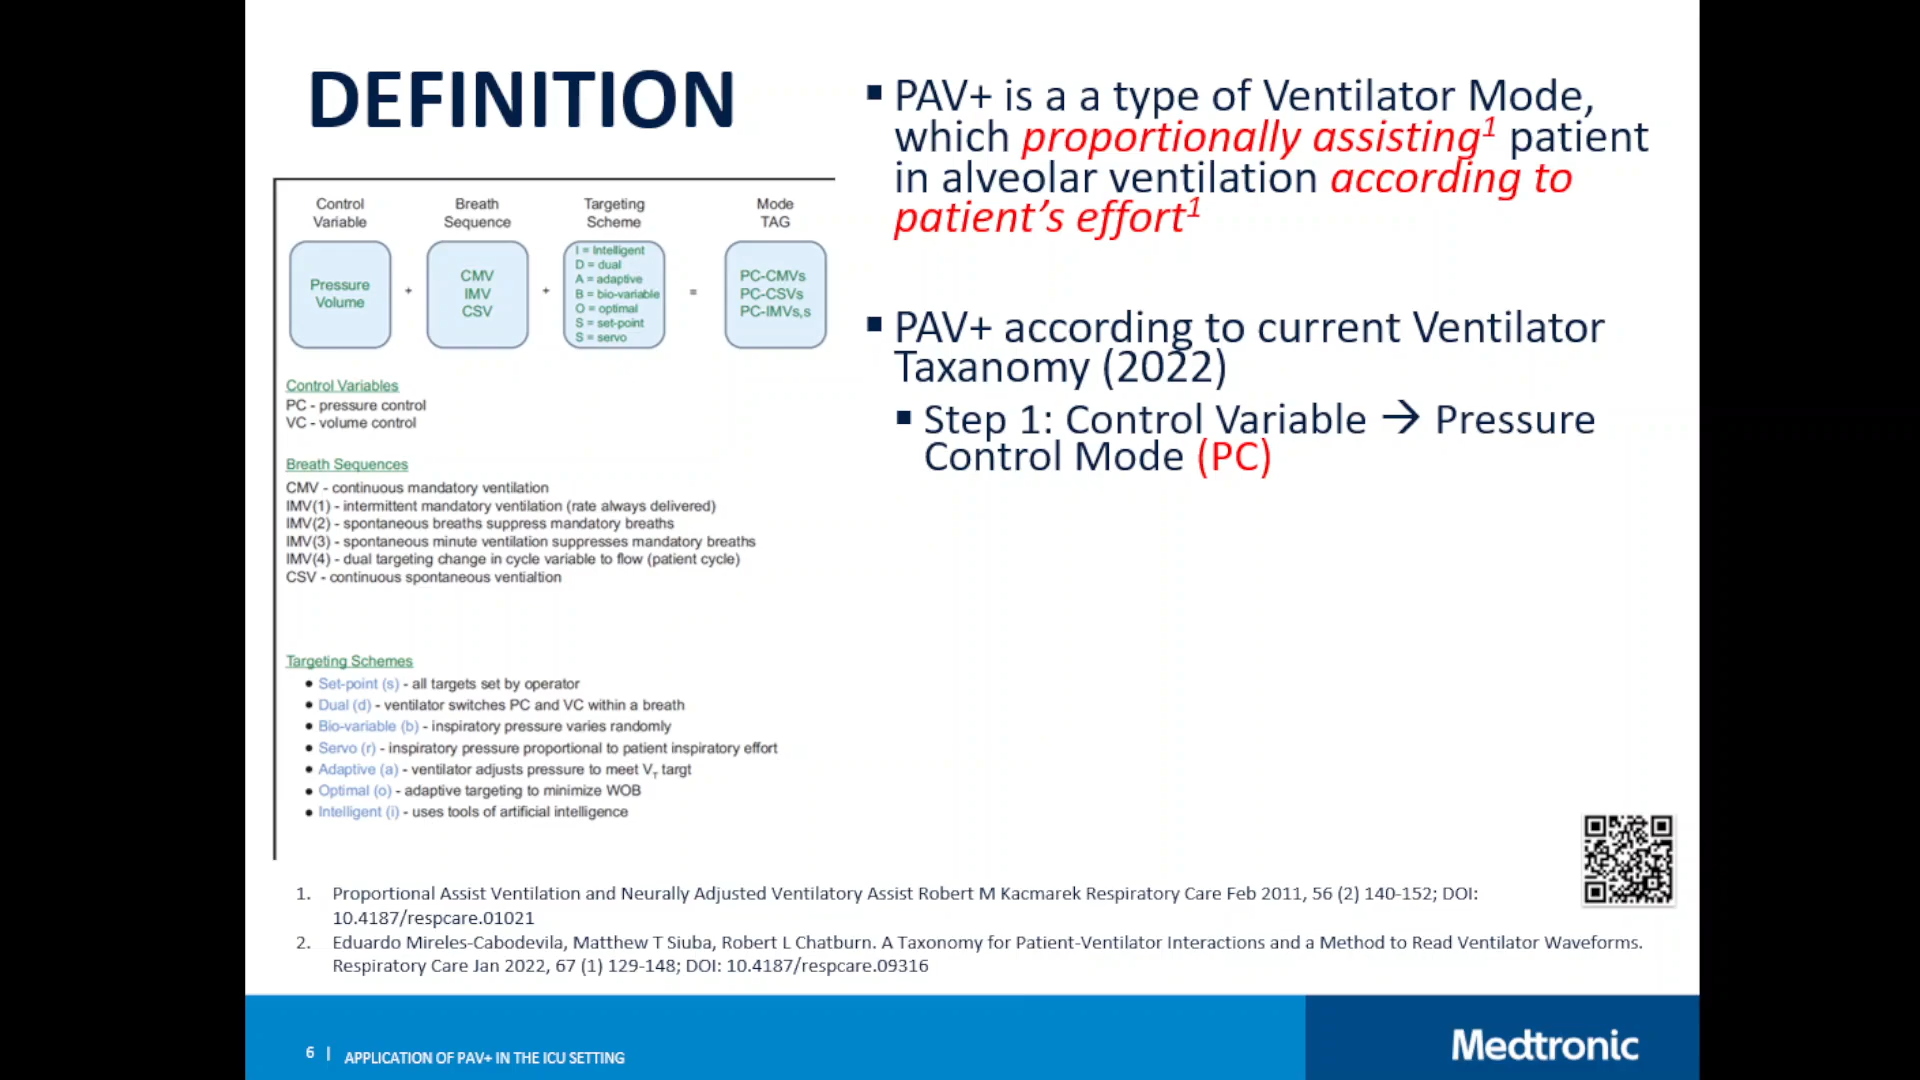 DEFINITION
Control
Variable
Breath
Sequence
Targeting
Scheme
Mode
TAG
Pressure
Volume
+
CMV
IMV
CSV
+
I = Intelligent
D = dual
A = adaptive
B = bio-variable
O = optimal
S = set-point
S = servo
=
PC-CMVs
PC-CSVs
PC-IMVs,s
Control Variables
PC - pressure control
VC - volume control
Breath Sequences
CMV - continuous mandatory ventilation
IMV(1) - intermittent mandatory ventilation (rate always delivered)
IMV(2) - spontaneous breaths suppress mandatory breaths
IMV(3) - spontaneous minute ventilation suppresses mandatory breaths
IMV(4) - dual targeting change in cycle variable to flow (patient cycle)
CSV - continuous spontaneous ventialtion
Targeting Schemes
● Set-point (s) - all targets set by operator
● Dual (d) - ventilator switches PC and VC within a breath
● Bio-variable (b) - inspiratory pressure varies randomly
● Servo (r) - inspiratory pressure proportional to patient inspiratory effort
● Adaptive (a) - ventilator adjusts pressure to meet VT targt
● Optimal (o) - adaptive targeting to minimize WOB
● Intelligent (i) - uses tools of artificial intelligence
▪ PAV+ is a a type of Ventilator Mode,
which proportionally assisting1 patient
in alveolar ventilation according to
patient's effort1
▪ PAV+ according to current Ventilator
Taxanomy (2022)
▪ Step 1: Control Variable → Pressure
Control Mode (PC)
1. Proportional Assist Ventilation and Neurally Adjusted Ventilatory Assist Robert M Kacmarek Respiratory Care Feb 2011, 56 (2) 140-152; DOI:
10.4187/respcare.01021
2. Eduardo Mireles-Cabodevila, Matthew T Siuba, Robert L Chatburn. A Taxonomy for Patient-Ventilator Interactions and a Method to Read Ventilator Waveforms.
Respiratory Care Jan 2022, 67 (1) 129-148; DOI: 10.4187/respcare.09316
6 | APPLICATION OF PAV+ IN THE ICU SETTING
Medtronic